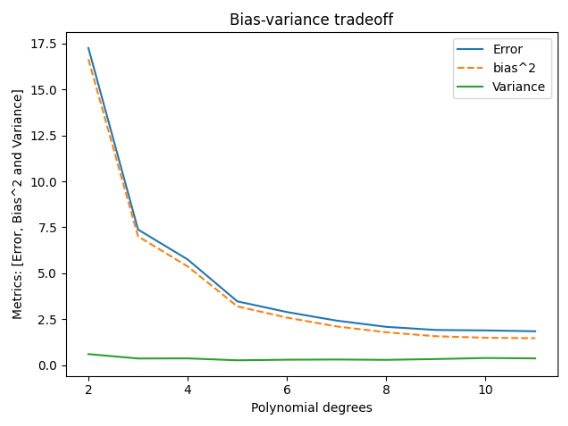 Bias-variance tradeoff
Error
bias^2
Variance
Metrics: [Error, Bias^2 and Variance]
17.5
15.0
12.5
10.0
7.5
5.0
2.5
0.0
2 4 6 8 10
Polynomial degrees